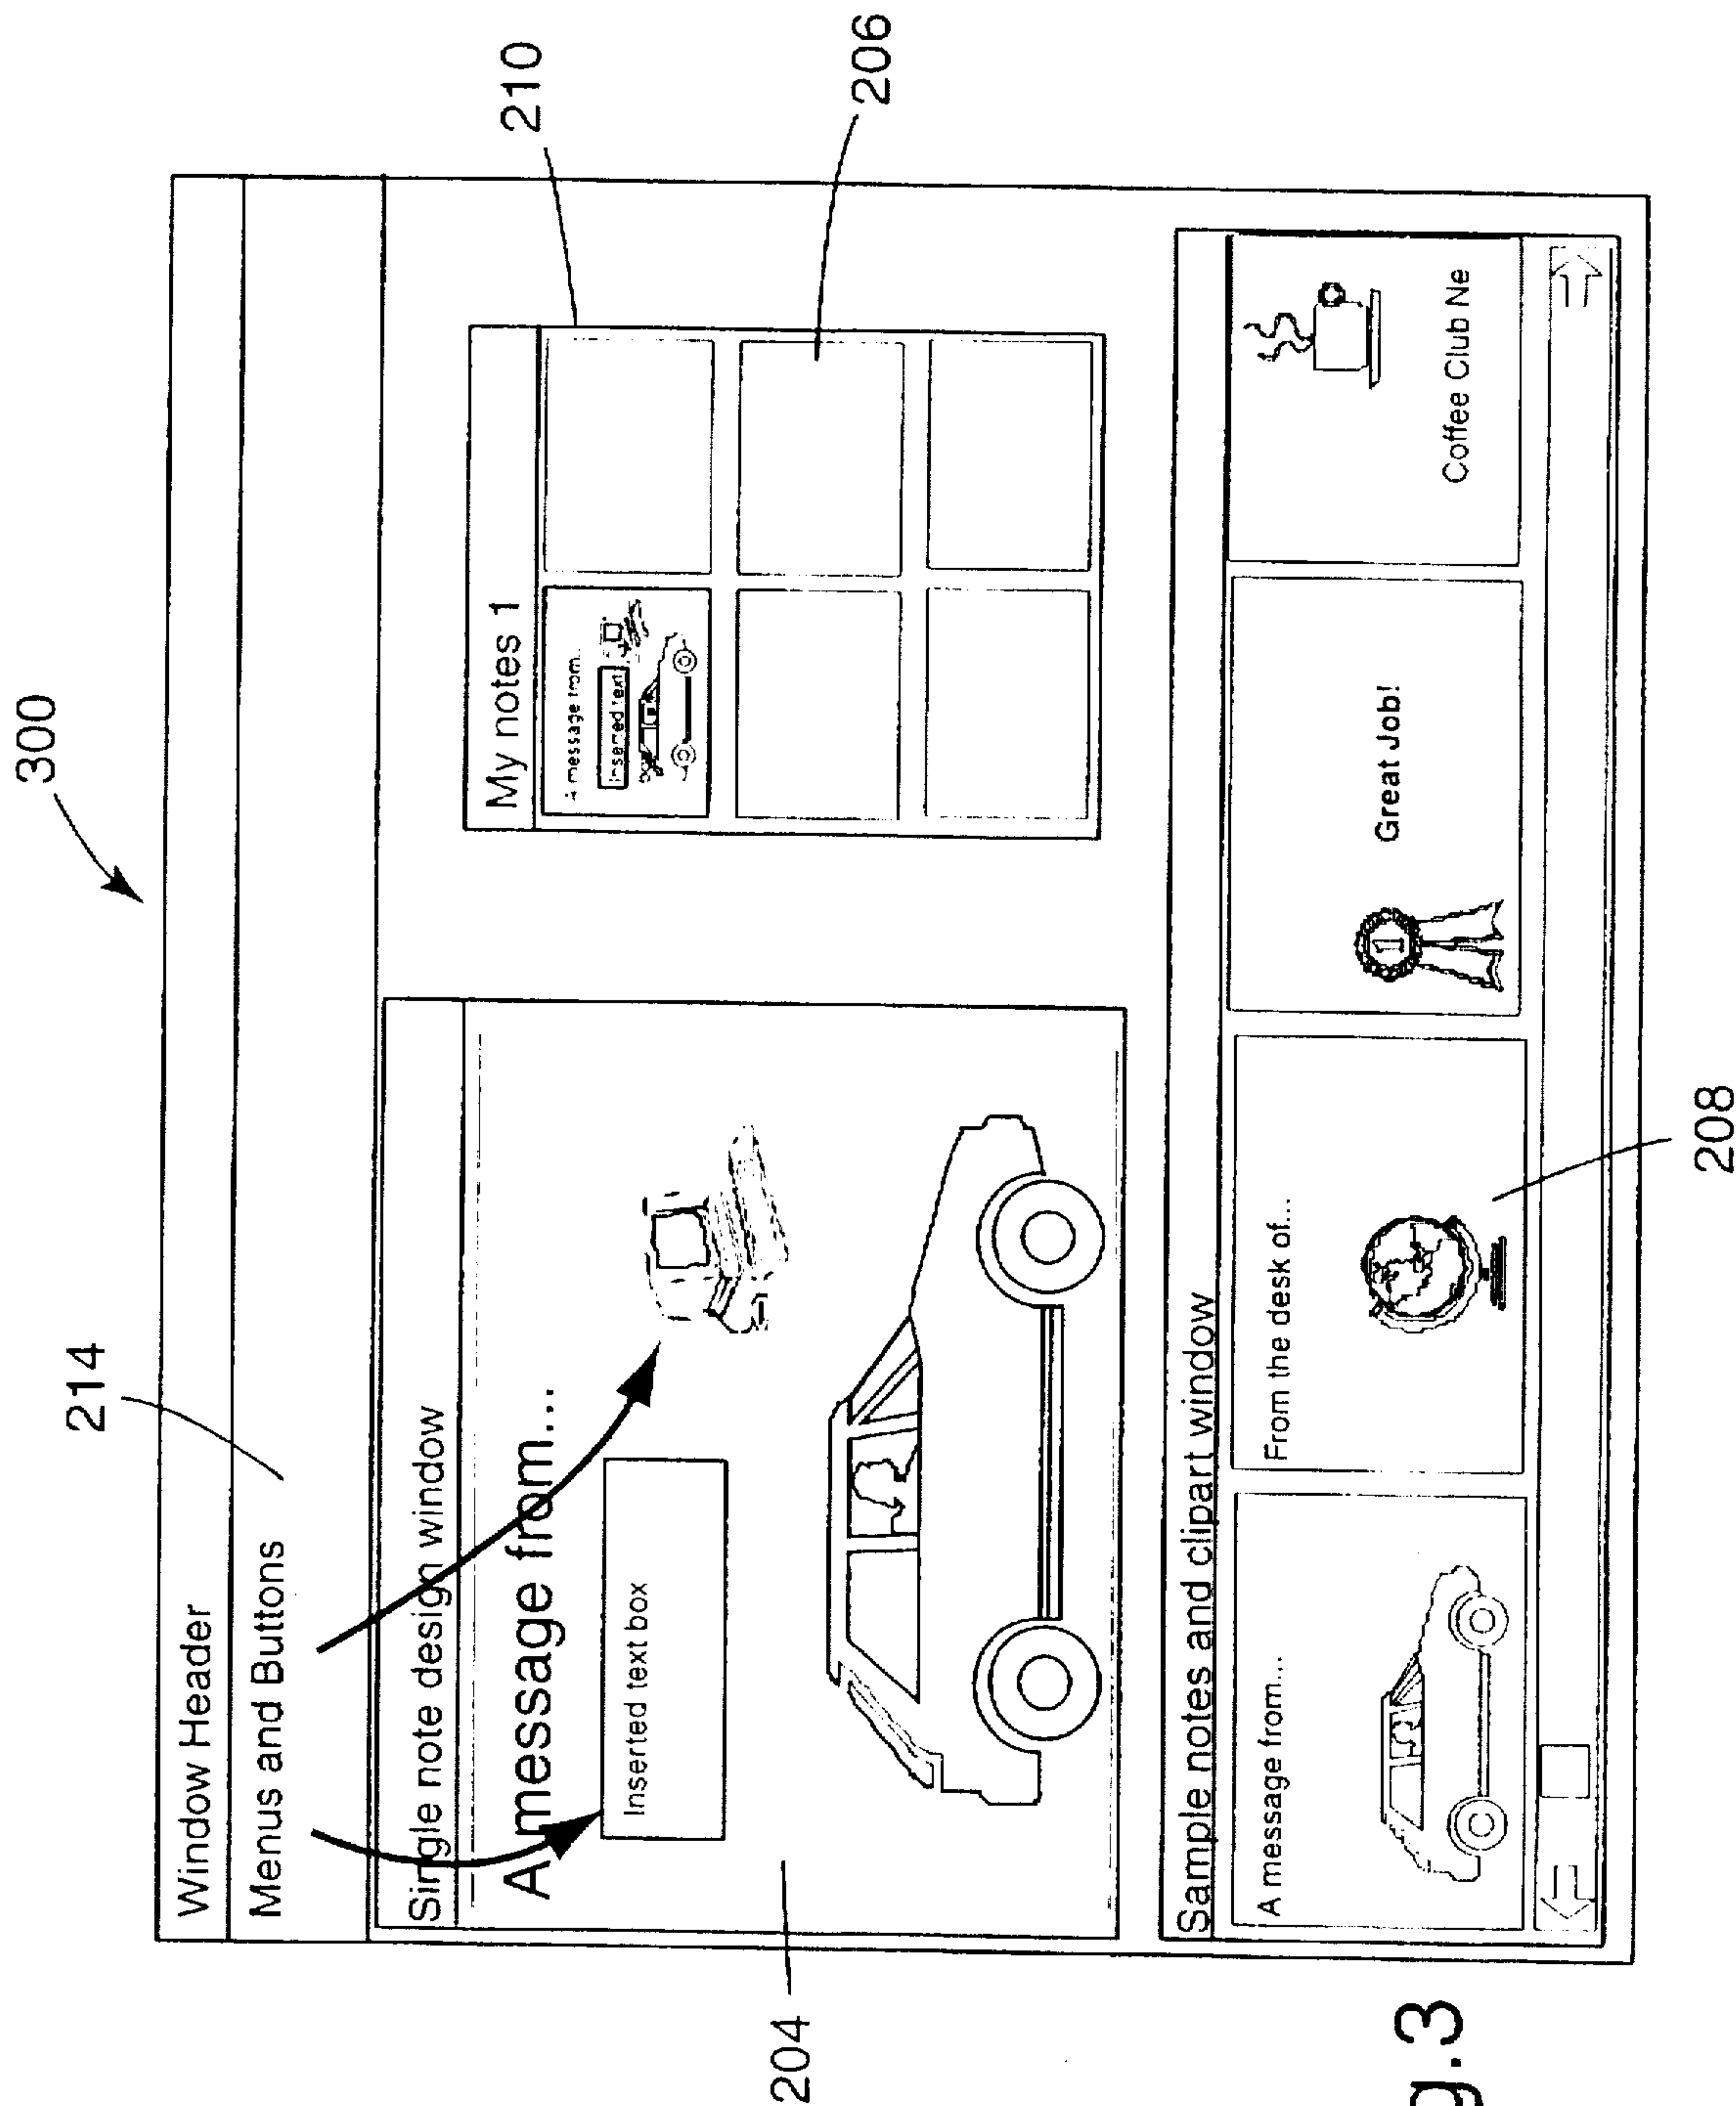 300
214
210
206
Window Header
Menus and Buttons
Single note design window
A message from...
Inserted text box
204
My notes 1
A message from..
Inserted text
Sample notes and clipart window
A message from...
From the desk of...
1
Great Job!
Coffee Club Ne
208
g.3